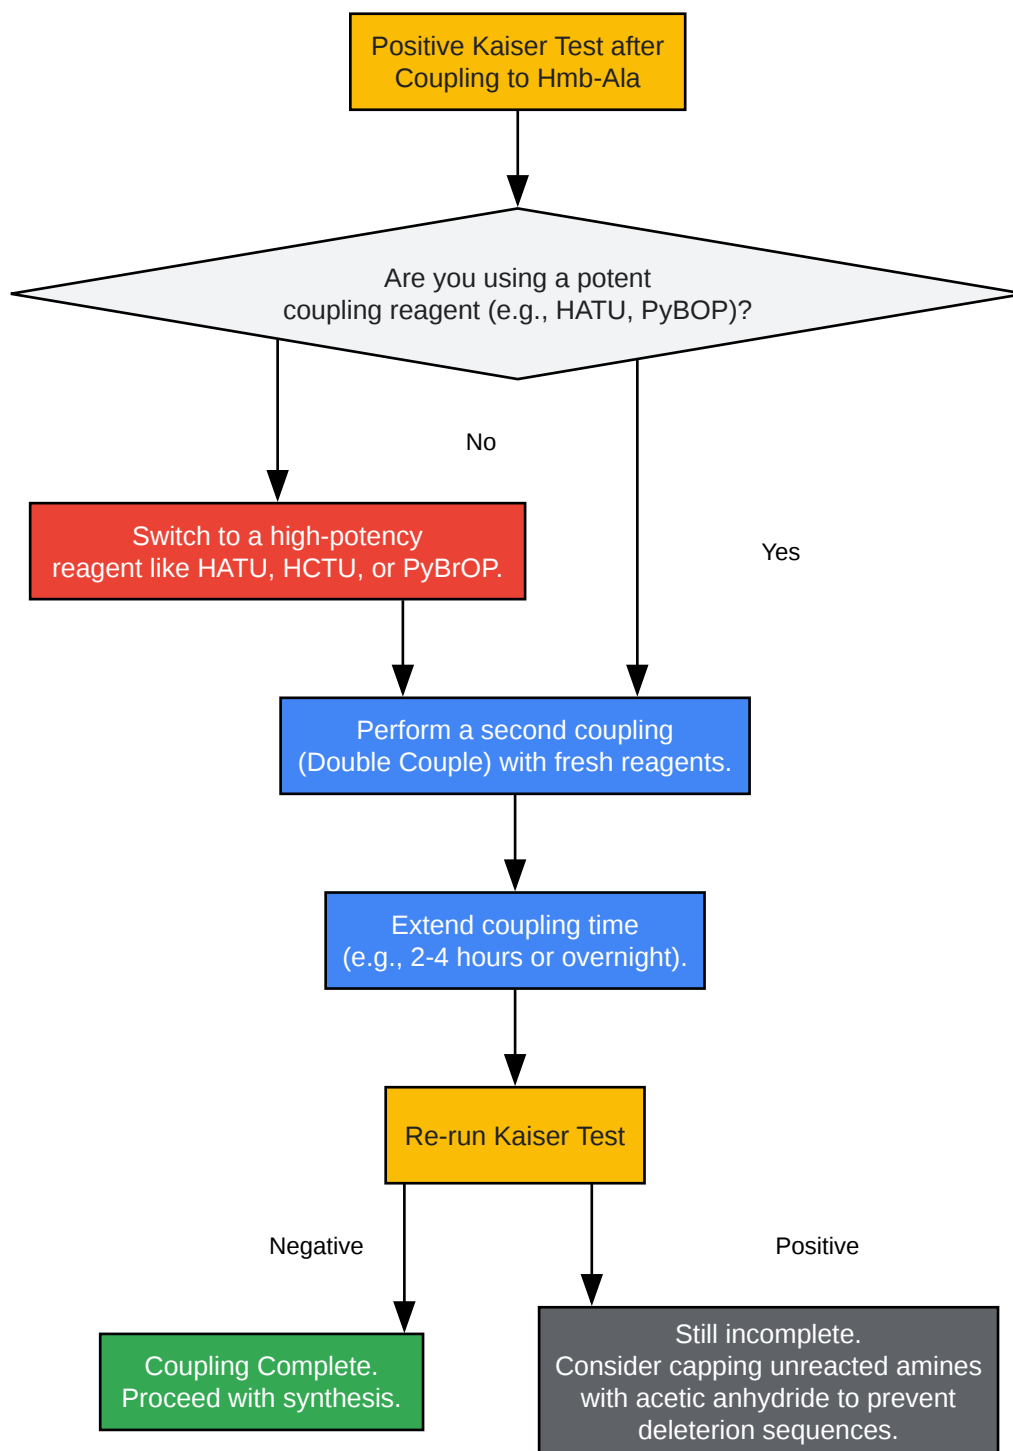 Positive Kaiser Test after
Coupling to Hmb-Ala
Are you using a potent
coupling reagent (e.g., HATU, PyBOP)?
No
Switch to a high-potency
reagent like HATU, HCTU, or PyBrOP.
Yes
Perform a second coupling
(Double Couple) with fresh reagents.
Extend coupling time
(e.g., 2-4 hours or overnight).
Re-run Kaiser Test
Negative
Positive
Coupling Complete.
Proceed with synthesis.
Still incomplete.
Consider capping unreacted amines
with acetic anhydride to prevent
deleterion sequences.